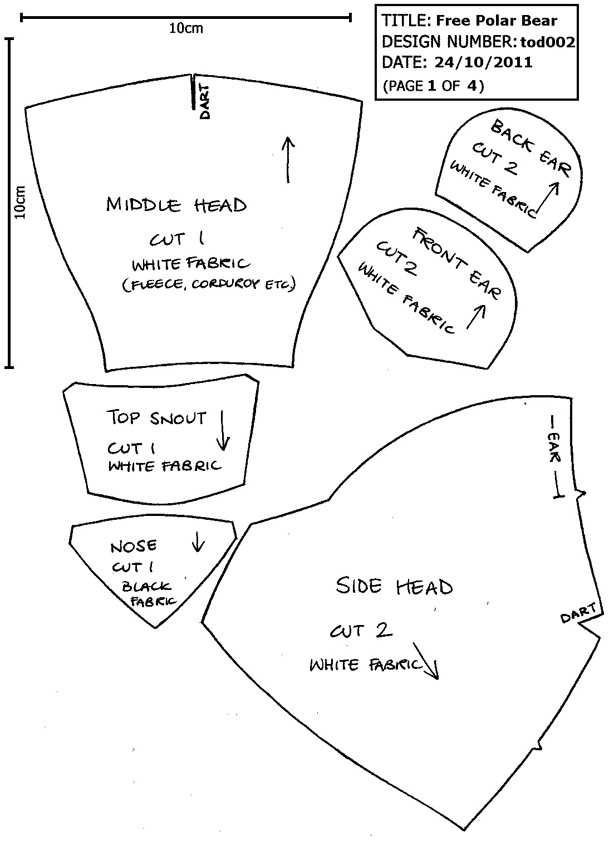 10cm
TITLE: Free Polar Bear
DESIGN NUMBER: tod002
DATE: 24/10/2011
(PAGE 1 OF 4)
10cm
DART
MIDDLE HEAD
CUT 1
WHITE FABRIC
(FLEECE, CORDUROY ETC.)
BACK EAR
CUT 2
WHITE FABRIC
FRONT EAR
CUT 2
WHITE FABRIC
TOP SNOUT
CUT 1
WHITE FABRIC
NOSE
CUT 1
BLACK
FABRIC
EAR
SIDE HEAD
CUT 2
WHITE FABRIC
DART